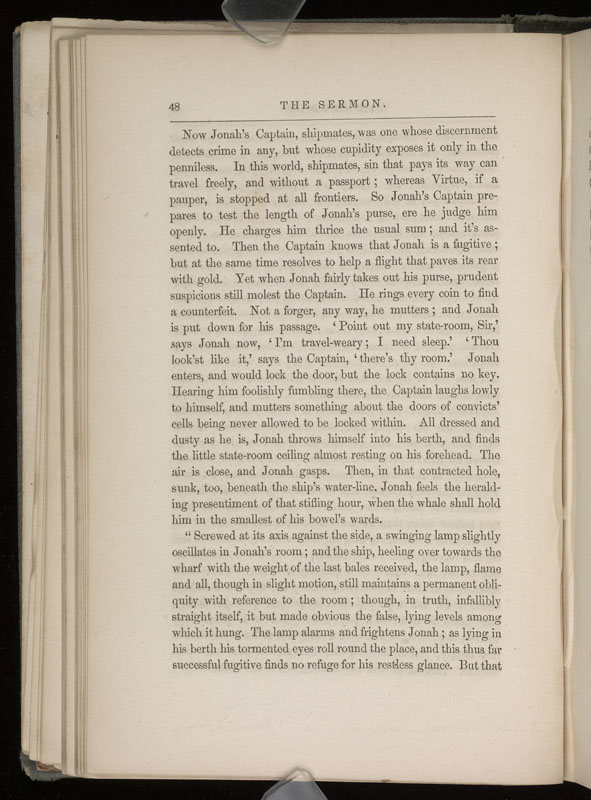 48 THE SERMON.
Now Jonah's Captain, shipmates, was one whose discernment
detects crime in any, but whose cupidity exposes it only in the
penniless. In this world, shipmates, sin that pays its way can
travel freely, and without a passport ; whereas Virtue, if a
pauper, is stopped at all frontiers. So Jonah's Captain pre-
pares to test the length of Jonah's purse, ere he judge him
openly. He charges him thrice the usual sum ; and it's as-
sented to. Then the Captain knows that Jonah is a fugitive ;
but at the same time resolves to help a flight that paves its rear
with gold. Yet when Jonah fairly takes out his purse, prudent
suspicions still molest the Captain. He rings every coin to find
a counterfeit. Not a forger, any way, he mutters ; and Jonah
is put down for his passage. ‘Point out my state-room, Sir,’
says Jonah now, ‘I'm travel-weary ; I need sleep.’ ‘Thou
look'st like it,’ says the Captain, ‘there's thy room.’ Jonah
enters, and would lock the door, but the lock contains no key.
Hearing him foolishly fumbling there, the Captain laughs lowly
to himself, and mutters something about the doors of convicts'
cells being never allowed to be locked within. All dressed and
dusty as he is, Jonah throws himself into his berth, and finds
the little state-room ceiling almost resting on his forehead. The
air is close, and Jonah gasps. Then, in that contracted hole,
sunk, too, beneath the ship's water-line, Jonah feels the herald-
ing presentiment of that stifling hour, when the whale shall hold
him in the smallest of his bowel's wards.
“Screwed at its axis against the side, a swinging lamp slightly
oscillates in Jonah's room ; and the ship, heeling over towards the
wharf with the weight of the last bales received, the lamp, flame
and all, though in slight motion, still maintains a permanent obli-
quity with reference to the room ; though, in truth, infallibly
straight itself, it but made obvious the false, lying levels among
which it hung. The lamp alarms and frightens Jonah ; as lying in
his berth his tormented eyes roll round the place, and this thus far
successful fugitive finds no refuge for his restless glance. But that